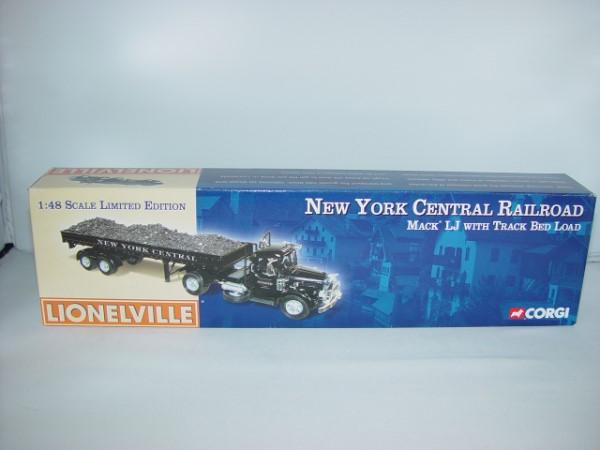 LIONELVILLE
1:48 Scale Limited Edition
New York Central Railroad
Mack® LJ with Track Bed Load
NEW YORK CENTRAL
LIONELVILLE
CORGI